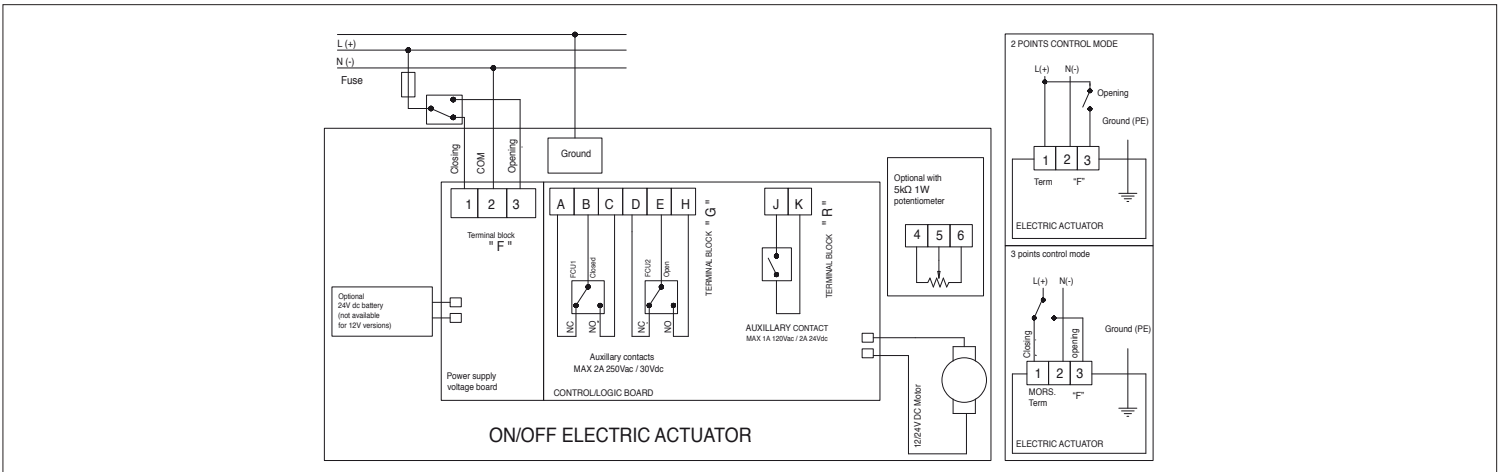 L (+)
N (-)
Fuse
Closing
COM
Opening
Ground
1 2 3
Terminal block
" F "
Optional
24V dc battery
(not available
for 12V versions)
Power supply
voltage board
A B C D E H
TERMINAL BLOCK " G "
FCU1
Closed
FCU2
Open
NC
NO
NC
NO
Auxillary contacts
MAX 2A 250Vac / 30Vdc
CONTROL/LOGIC BOARD
J K
TERMINAL BLOCK " R "
AUXILLARY CONTACT
MAX 1A 120Vac / 2A 24Vdc
Optional with
5kΩ 1W
potentiometer
4 5 6
12/24V DC Motor
ON/OFF ELECTRIC ACTUATOR
2 POINTS CONTROL MODE
L(+) N(-)
Opening
Ground (PE)
1 2 3
Term "F"
ELECTRIC ACTUATOR
3 points control mode
L(+) N(-)
Ground (PE)
Closing
opening
1 2 3
MORS.
Term "F"
ELECTRIC ACTUATOR